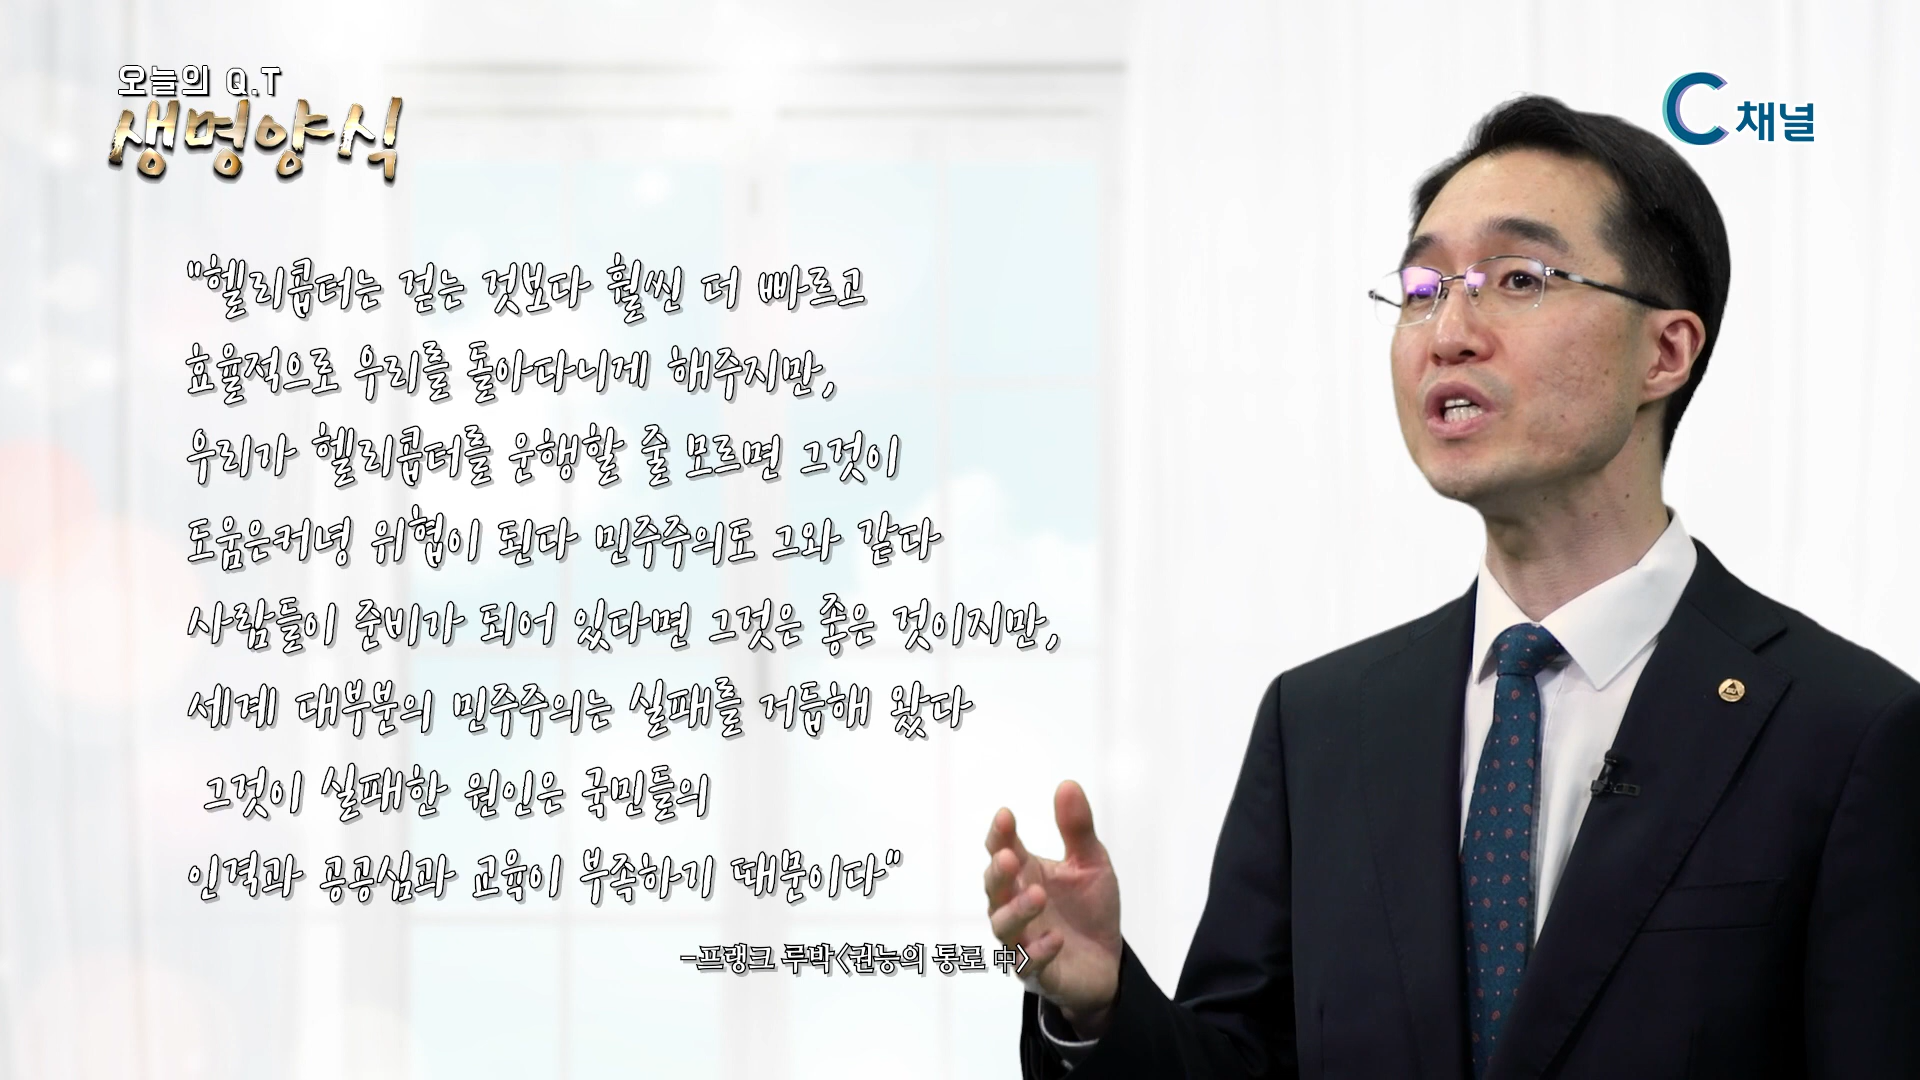 오늘의 Q.T
생명양식
C채널
"헬리콥터는 걷는 것보다 훨씬 더 빠르고
효율적으로 우리를 돌아다니게 해주지만,
우리가 헬리콥터를 운행할 줄 모르면 그것이
도움은커녕 위협이 된다 민주주의도 그와 같다
사람들이 준비가 되어 있다면 그것은 좋은 것이지만,
세계 대부분의 민주주의는 실패를 거듭해 왔다
그것이 실패한 원인은 국민들의
인격과 공공심과 교육이 부족하기 때문이다"
-프랭크 루박<권능의 통로 中>